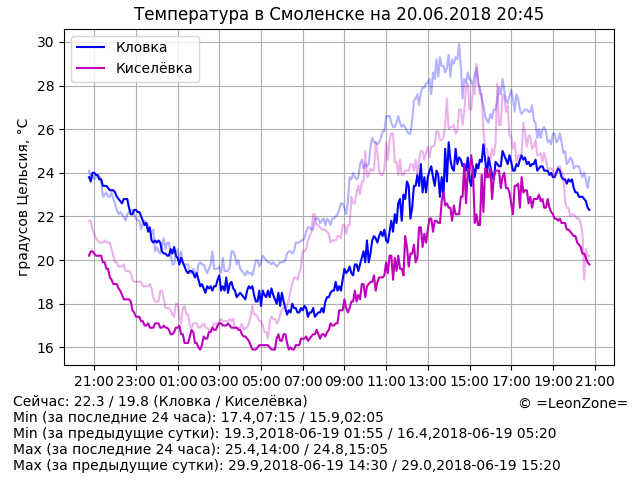 Температура в Смоленске на 20.06.2018 20:45
Кловка
Киселёвка
градусов Цельсия, °C
30
28
26
24
22
20
18
16
21:00 23:00 01:00 03:00 05:00 07:00 09:00 11:00 13:00 15:00 17:00 19:00 21:00
Сейчас: 22.3 / 19.8 (Кловка / Киселёвка)
© =LeonZone=
Min (за последние 24 часа): 17.4,07:15 / 15.9,02:05
Min (за предыдущие сутки): 19.3,2018-06-19 01:55 / 16.4,2018-06-19 05:20
Max (за последние 24 часа): 25.4,14:00 / 24.8,15:05
Max (за предыдущие сутки): 29.9,2018-06-19 14:30 / 29.0,2018-06-19 15:20